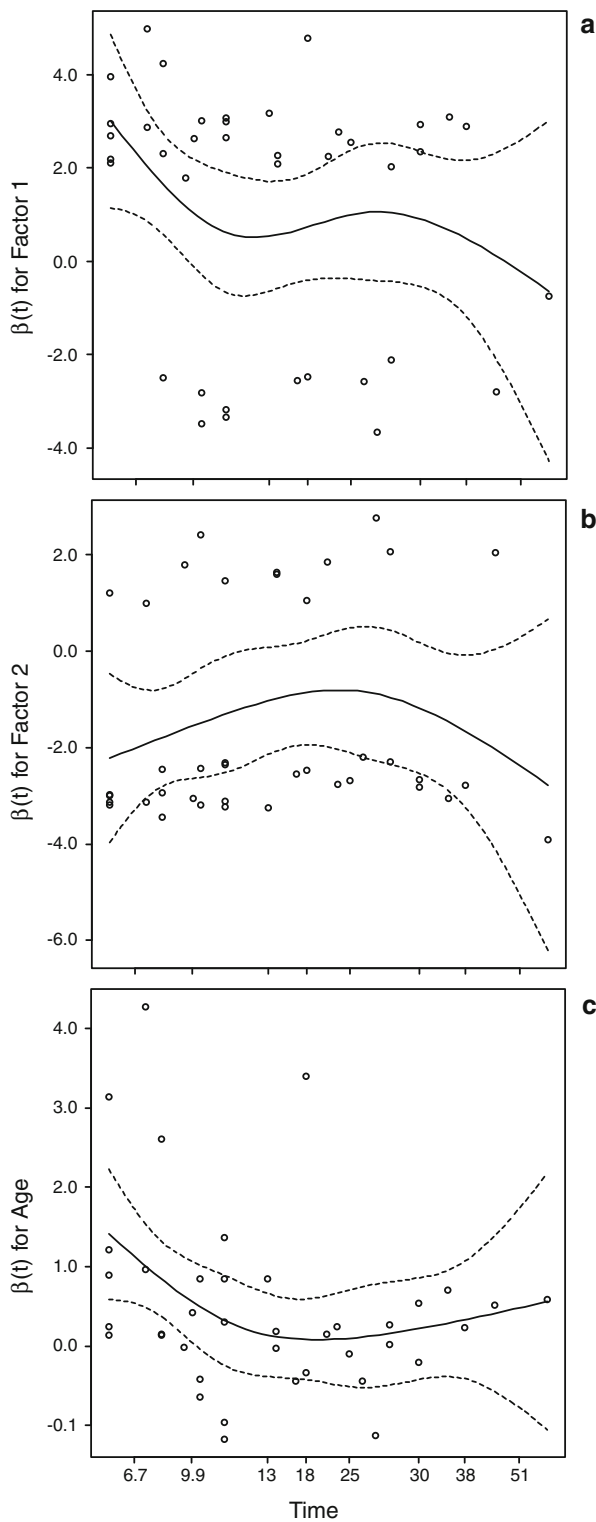 a
4.0
2.0
0.0
-2.0
-4.0
β(t) for Factor 1
b
2.0
0.0
-2.0
-4.0
-6.0
β(t) for Factor 2
c
4.0
3.0
2.0
1.0
0.0
-0.1
β(t) for Age
6.7 9.9 13 18 25 30 38 51
Time